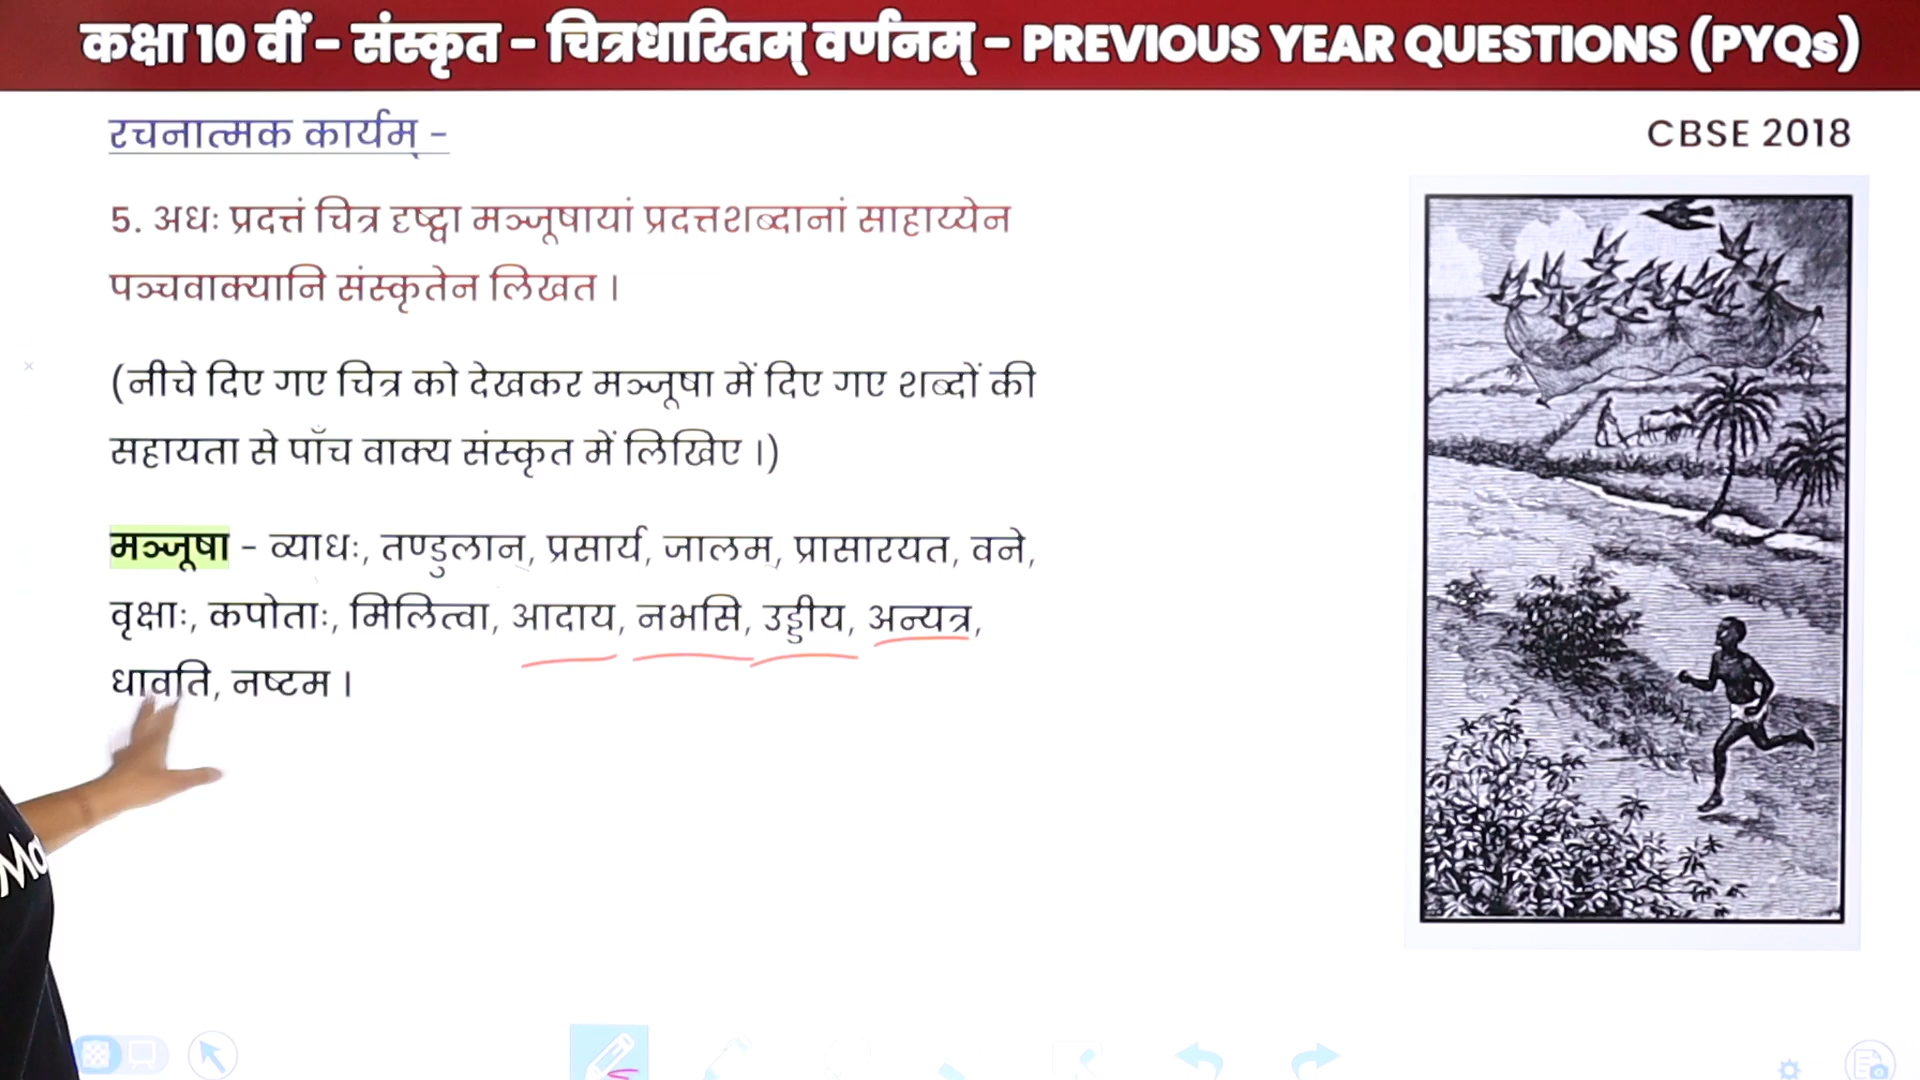 कक्षा 10 वीं - संस्कृत - चित्रधारितम् वर्णनम् - PREVIOUS YEAR QUESTIONS (PYQs)
रचनात्मक कार्यम् -
CBSE 2018
5. अधः प्रदत्तं चित्र दृष्ट्वा मञ्जूषायां प्रदत्तशब्दानां साहाय्येन
पञ्चवाक्यानि संस्कृतेन लिखत ।
(नीचे दिए गए चित्र को देखकर मञ्जूषा में दिए गए शब्दों की
सहायता से पाँच वाक्य संस्कृत में लिखिए ।)
मञ्जूषा - व्याधः, तण्डुलान, प्रसार्य, जालम, प्रासारयत, वने,
वृक्षाः, कपोताः, मिलित्वा, आदाय, नभसि, उड्डीय, अन्यत्र,
धावति, नष्टम ।